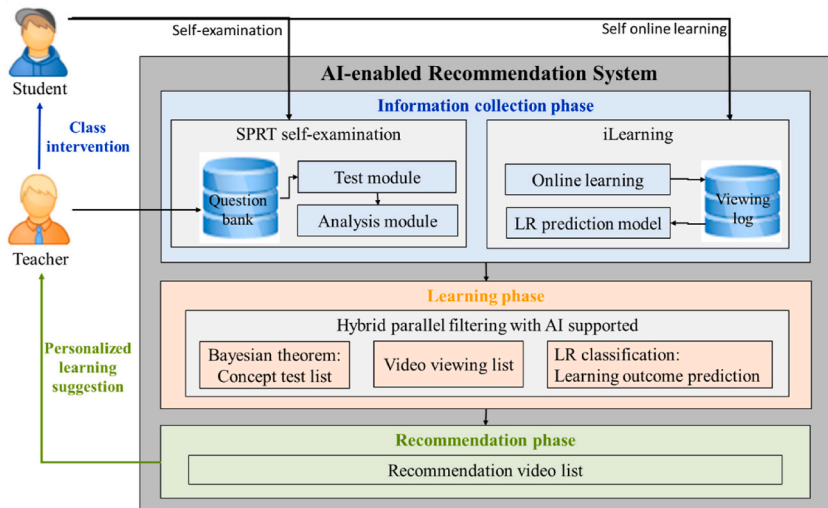 Self-examination
Self online learning
Student
AI-enabled Recommendation System
Information collection phase
Class
intervention
SPRT self-examination
iLearning
Question
bank
Test module
Analysis module
Online learning
LR prediction model
Viewing
log
Teacher
Learning phase
Hybrid parallel filtering with AI supported
Personalized
learning
suggestion
Bayesian theorem:
Concept test list
Video viewing list
LR classification:
Learning outcome prediction
Recommendation phase
Recommendation video list